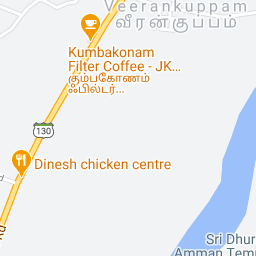 Veerankuppam
வீரன்குப்பம்
Kumbakonam
Filter Coffee - JK...
கும்பகோணம்
ஃபில்டர்...
130
Dinesh chicken centre
Rd
Sri Dhur
Amman Temp